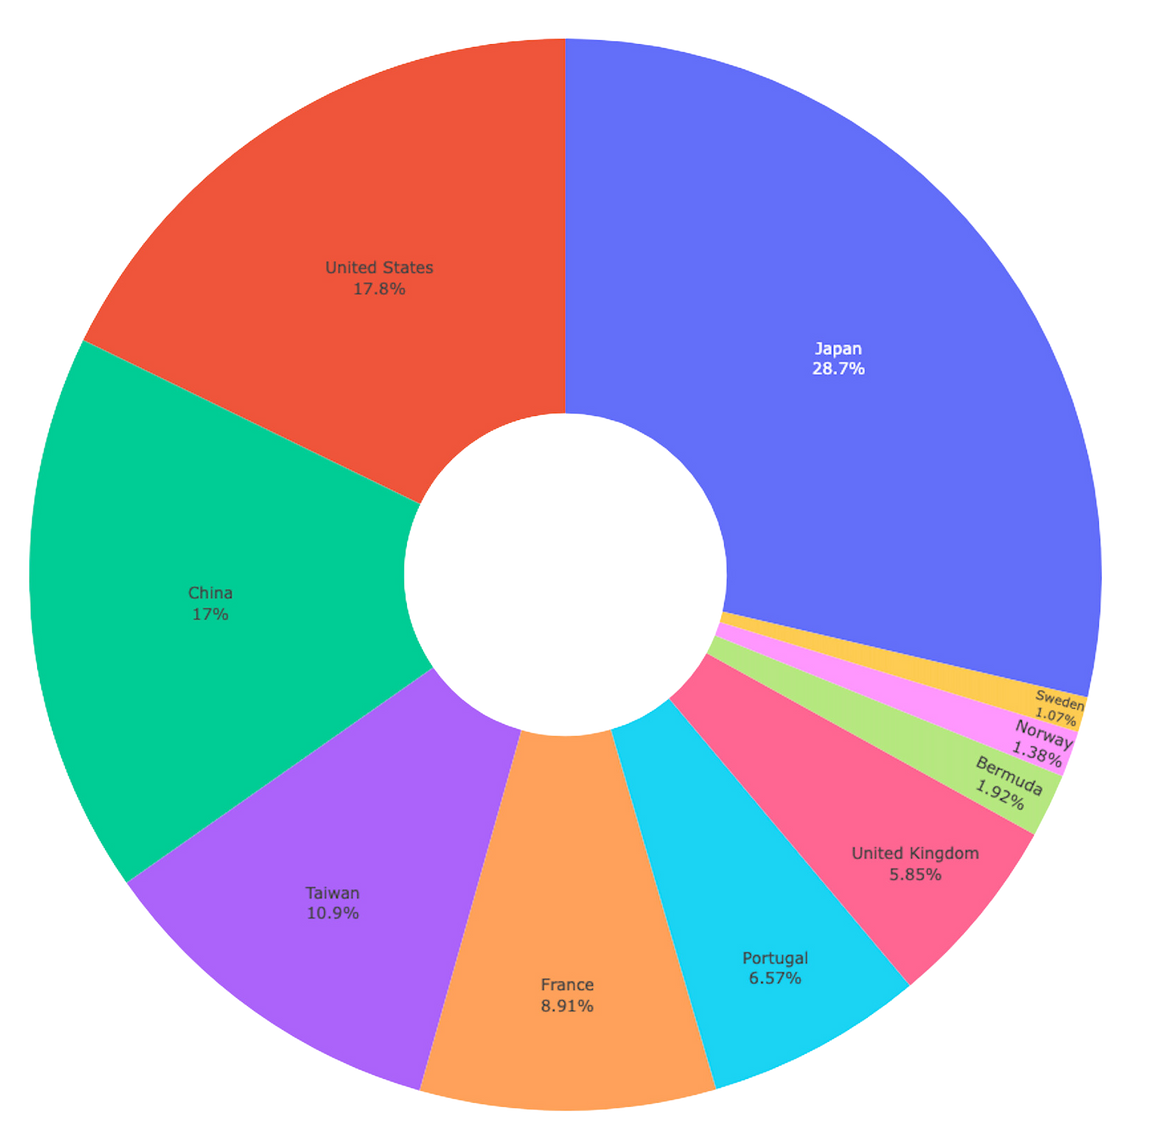 United States
17.8%
Japan
28.7%
China
17%
Sweden
1.07%
Norway
1.38%
Bermuda
1.92%
United Kingdom
5.85%
Taiwan
10.9%
Portugal
6.57%
France
8.91%